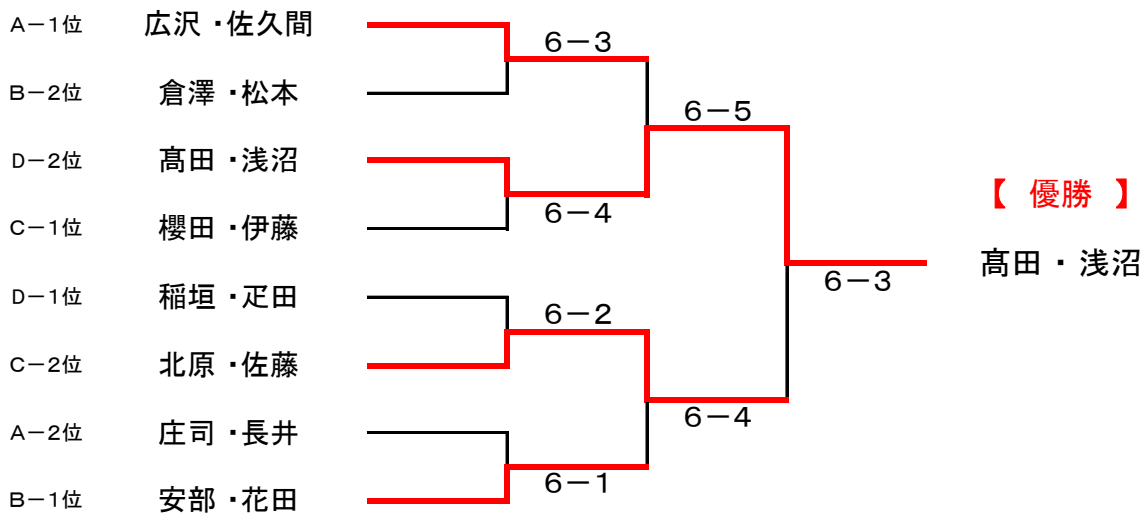 A－1位 広沢・佐久間
6－3
B－2位 倉澤・松本
6－5
D－2位 髙田・浅沼
【 優勝 】
6－4
C－1位 櫻田・伊藤
髙田・浅沼
6－3
D－1位 稲垣・疋田
6－2
C－2位 北原・佐藤
6－4
A－2位 庄司・長井
6－1
B－1位 安部・花田